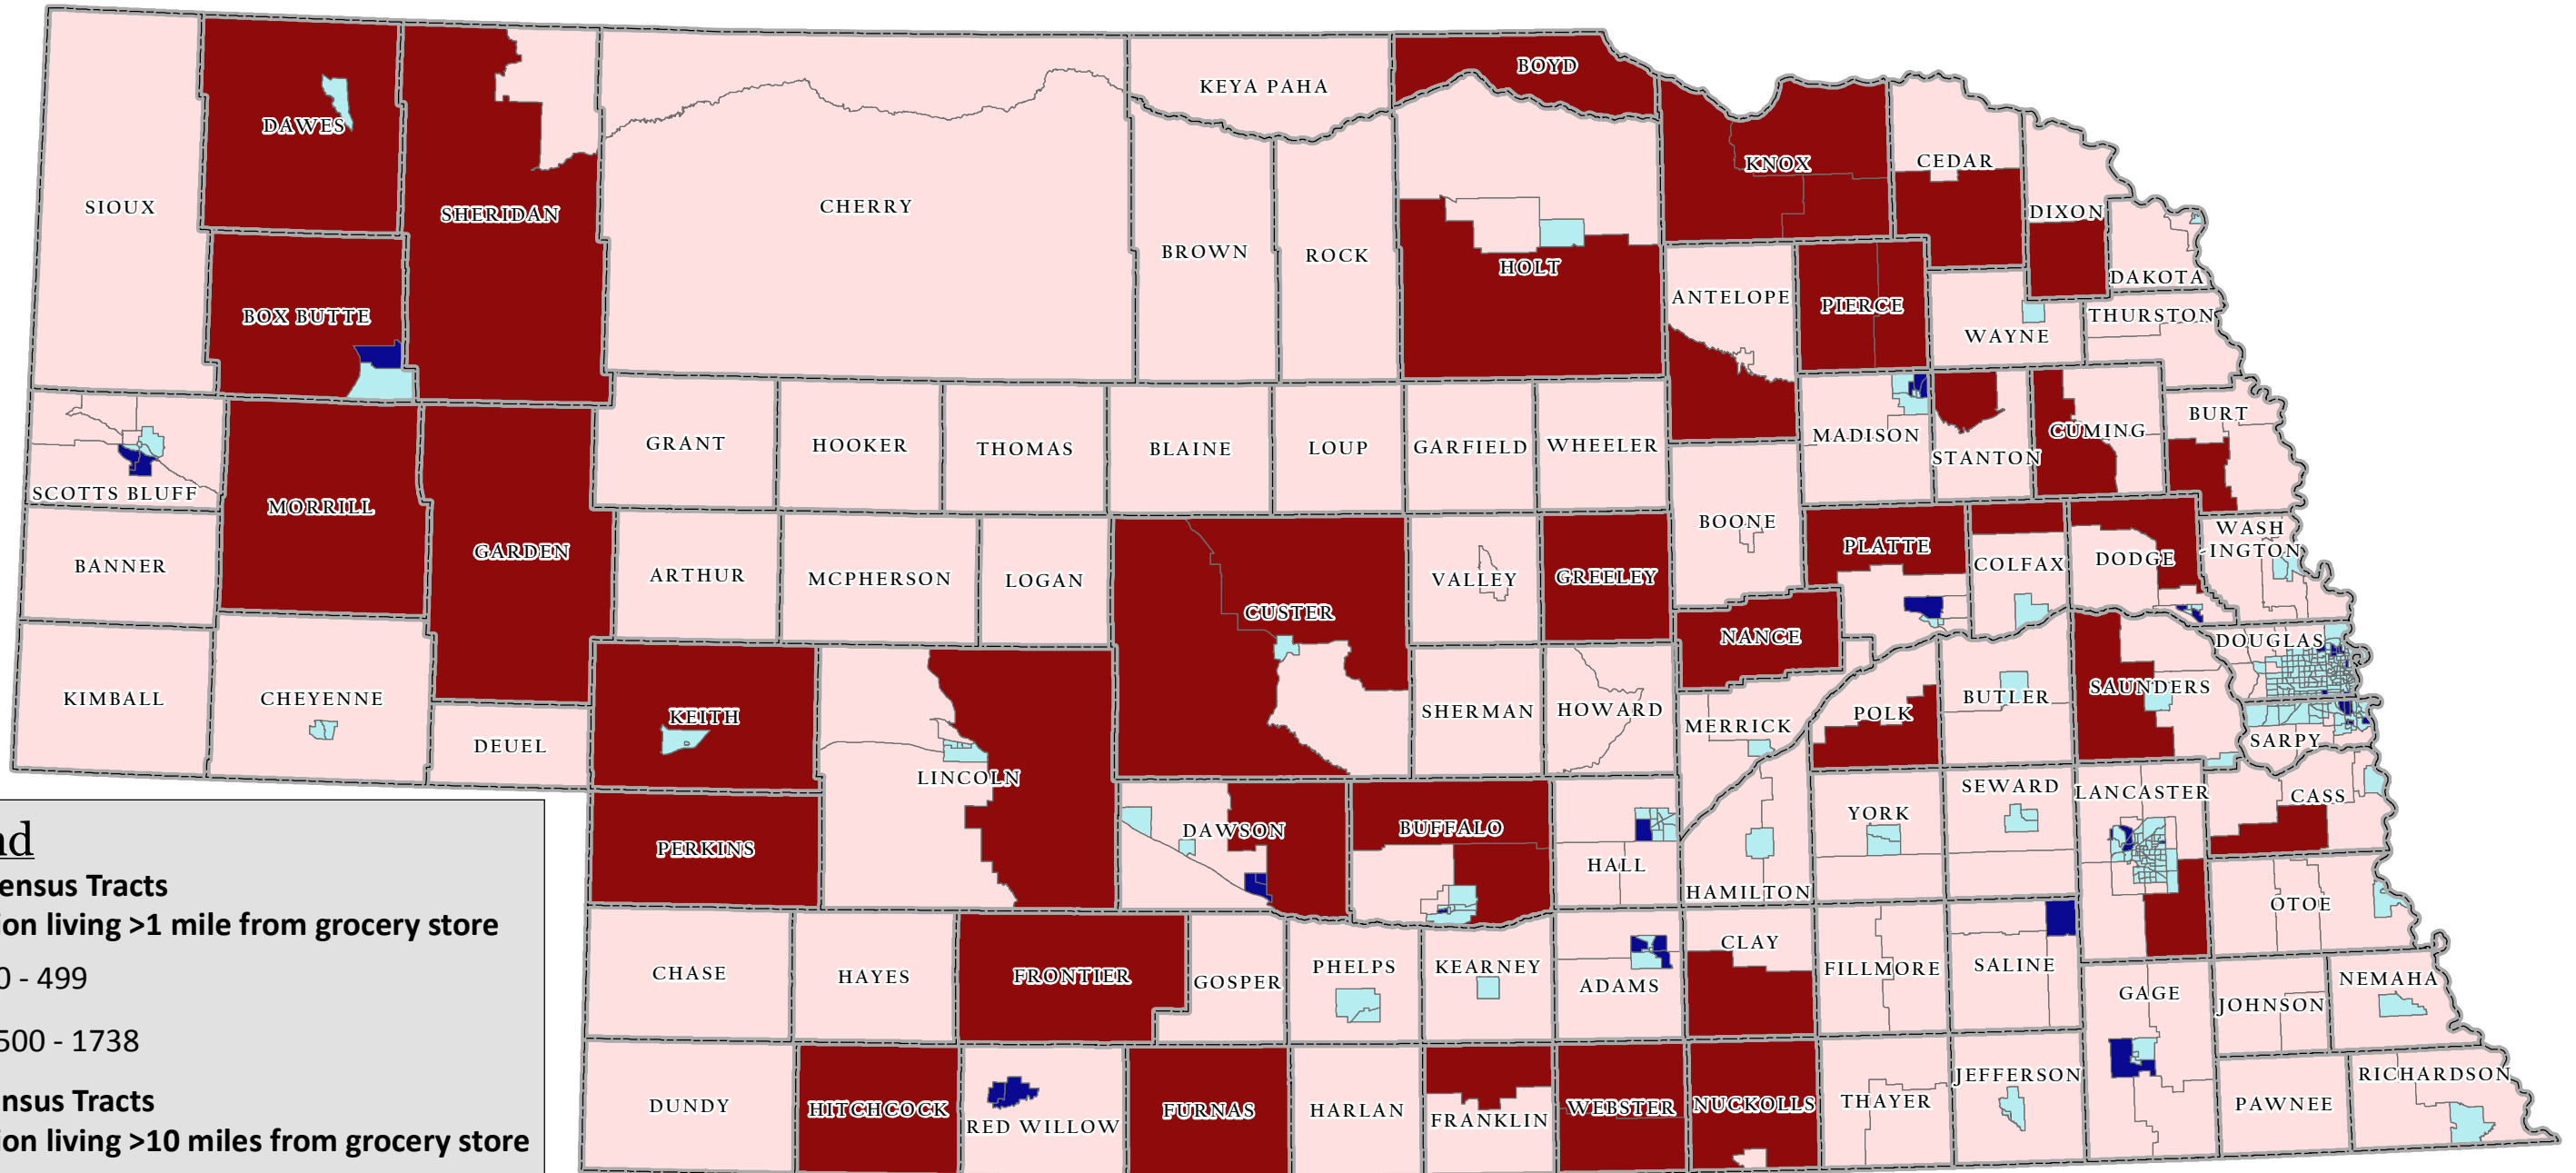 BOYD
KEYA PAHA
DAWES
KNOX
CEDAR
SIOUX
SHERIDAN
CHERRY
DIXON
BROWN
ROCK
HOLT
DAKOTA
ANTELOPE
PIERCE
BOX BUTTE
THURSTON
WAYNE
BURT
GRANT
HOOKER
THOMAS
BLAINE
LOUP
GARFIELD
WHEELER
MADISON
STANTON
CUMING
SCOTTS BLUFF
MORRILL
GARDEN
BOONE
WASH
-INGTON
BANNER
ARTHUR
MCPHERSON
LOGAN
VALLEY
GREELEY
PLATTE
COLFAX
DODGE
CUSTER
NANCE
DOUGLAS
KIMBALL
CHEYENNE
KEITH
SHERMAN
HOWARD
MERRICK
POLK
BUTLER
SAUNDERS
DEUEL
LINCOLN
SARPY
PERKINS
DAWSON
BUFFALO
HALL
HAMILTON
YORK
SEWARD
LANCASTER
CASS
OTOE
CHASE
HAYES
FRONTIER
GOSPER
PHELPS
KEARNEY
ADAMS
CLAY
FILLMORE
SALINE
GAGE
JOHNSON
NEMAHA
DUNDY
HITCHCOCK
RED WILLOW
FURNAS
HARLAN
FRANKLIN
WEBSTER
NUCKOLLS
THAYER
JEFFERSON
PAWNEE
RICHARDSON
nd
ensus Tracts
ion living >1 mile from grocery store
0 - 499
500 - 1738
nsus Tracts
ion living >10 miles from grocery store